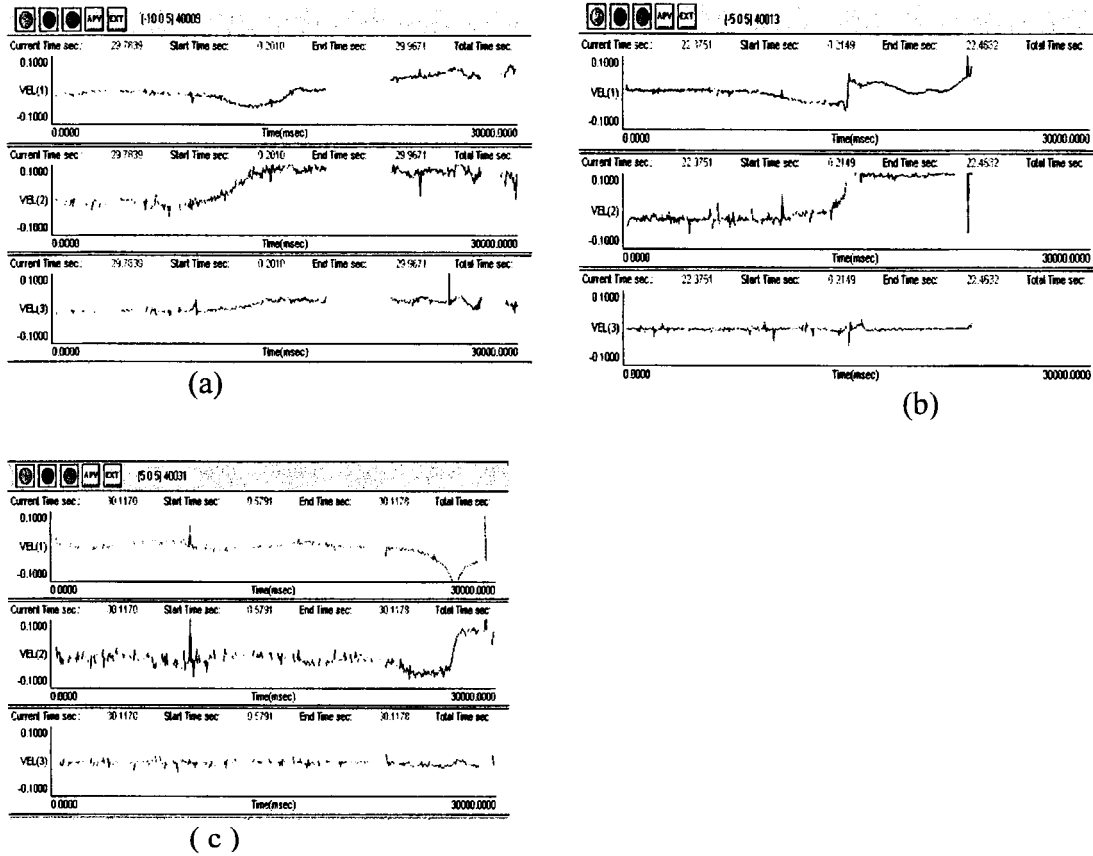 APV EXT (-10 0 5) 40009
Current Time sec: 29.7839 Start Time sec: 0.2010 End Time sec: 29.9671 Total Time sec:
0.1000
VEL(1)
-0.1000
0.0000 Time(msec) 30000.0000
Current Time sec: 29.7839 Start Time sec: 0.2010 End Time sec: 29.9671 Total Time sec:
0.1000
VEL(2)
-0.1000
0.0000 Time(msec) 30000.0000
Current Time sec: 29.7839 Start Time sec: 0.2010 End Time sec: 29.9671 Total Time sec:
0.1000
VEL(3)
-0.1000
0.0000 Time(msec) 30000.0000
(a)
APV EXT (-5 0 5) 40013
Current Time sec: 22.3751 Start Time sec: 0.2149 End Time sec: 22.4632 Total Time sec:
0.1000
VEL(1)
-0.1000
0.0000 Time(msec) 30000.0000
Current Time sec: 22.3751 Start Time sec: 0.2149 End Time sec: 22.4632 Total Time sec:
0.1000
VEL(2)
-0.1000
0.0000 Time(msec) 30000.0000
Current Time sec: 22.3751 Start Time sec: 0.2149 End Time sec: 22.4632 Total Time sec:
0.1000
VEL(3)
-0.1000
0.0000 Time(msec) 30000.0000
(b)
APV EXT (5 0 5) 40031
Current Time sec: Start Time sec: 0.5791 End Time sec: 30.1178 Total Time sec:
0.1000
VEL(1)
-0.1000
0.0000 Time(msec) 30000.0000
Current Time sec: Start Time sec: 0.5791 End Time sec: 30.1178 Total Time sec:
0.1000
VEL(2)
-0.1000
0.0000 Time(msec) 30000.0000
Current Time sec: Start Time sec: 0.5791 End Time sec: 30.1178 Total Time sec:
0.1000
VEL(3)
-0.1000
0.0000 Time(msec) 30000.0000
( c )